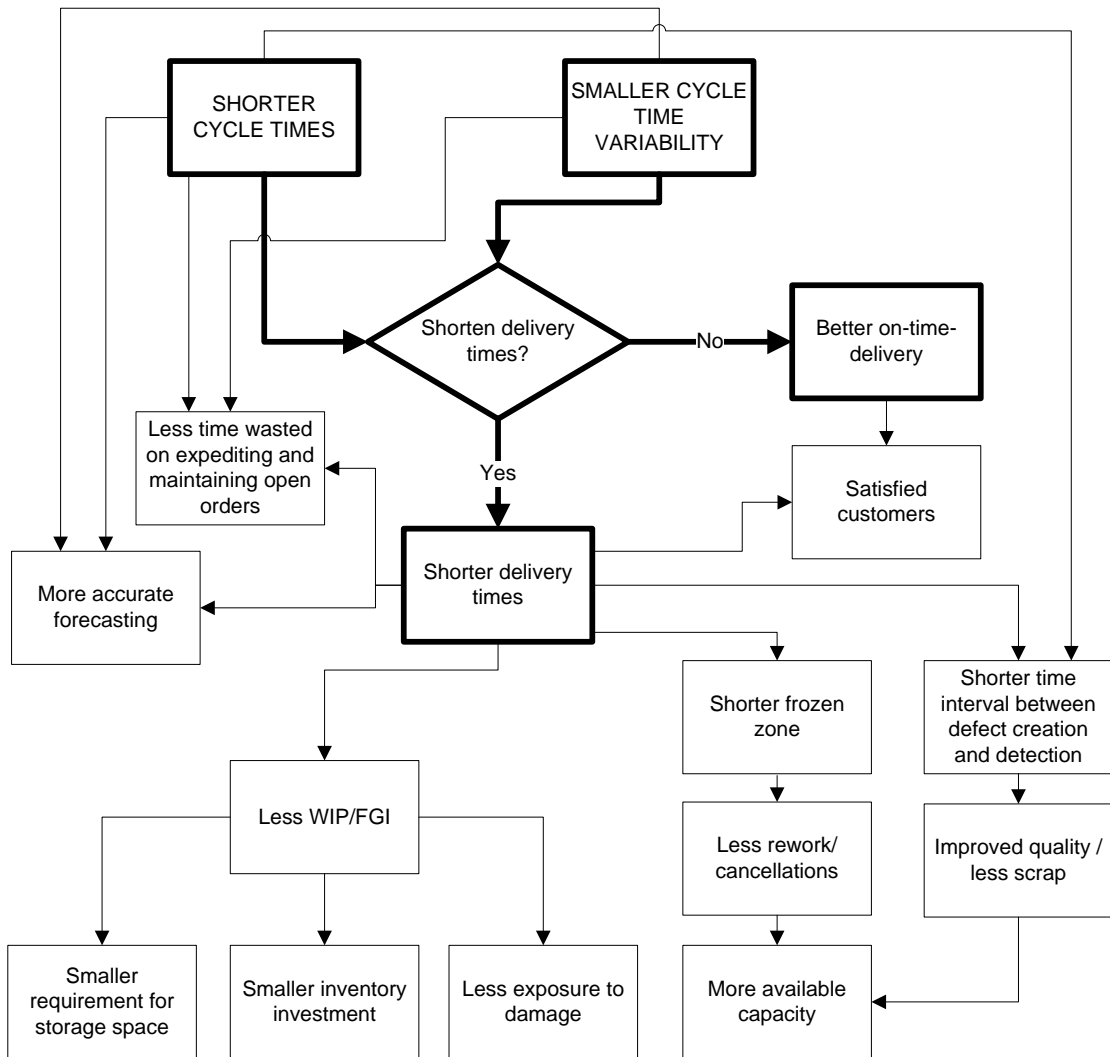 SHORTER
CYCLE TIMES
SMALLER CYCLE
TIME
VARIABILITY
Shorten delivery
times?
No
Better on-time-
delivery
Less time wasted
on expediting and
maintaining open
orders
Yes
Satisfied
customers
More accurate
forecasting
Shorter delivery
times
Shorter frozen
zone
Shorter time
interval between
defect creation
and detection
Less WIP/FGI
Less rework/
cancellations
Improved quality /
less scrap
Smaller
requirement for
storage space
Smaller inventory
investment
Less exposure to
damage
More available
capacity